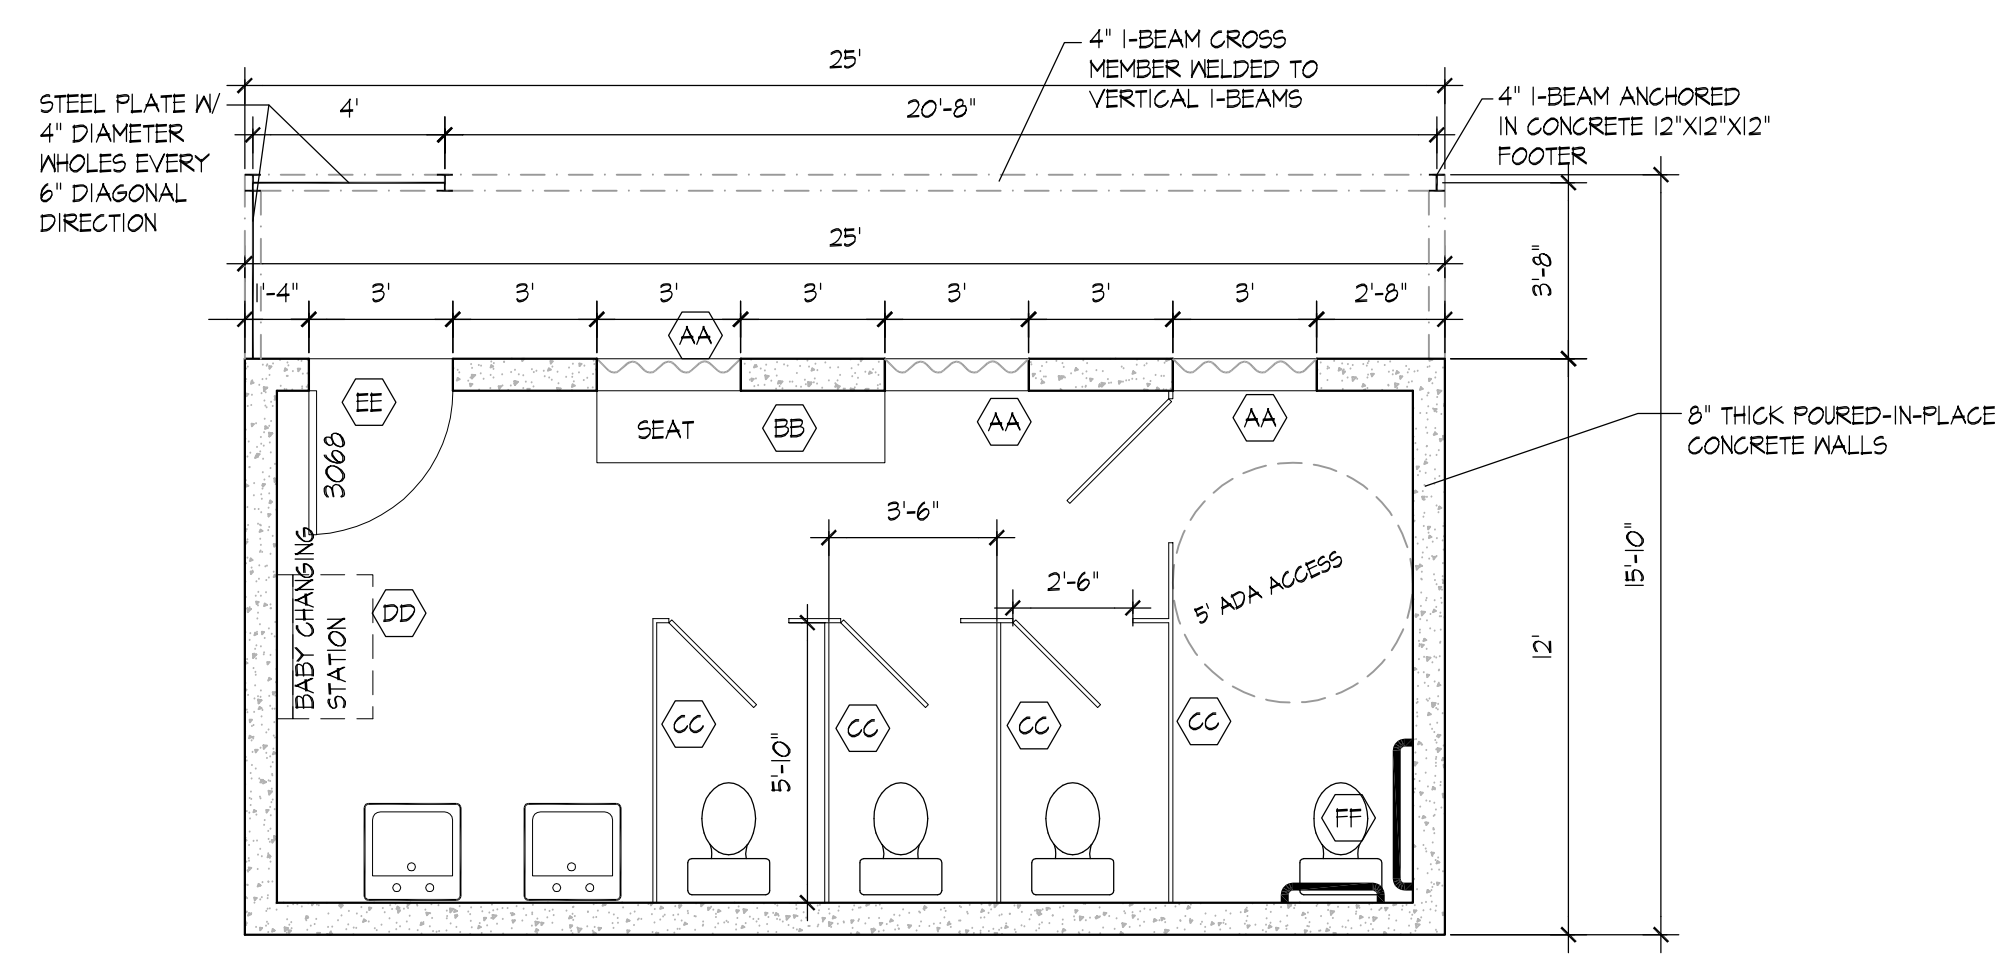 25'
4" I-BEAM CROSS
MEMBER WELDED TO
VERTICAL I-BEAMS
STEEL PLATE W/
4" DIAMETER
WHOLES EVERY
6" DIAGONAL
DIRECTION
4'
20'-8"
4" I-BEAM ANCHORED
IN CONCRETE 12"X12"X12"
FOOTER
25'
1'-4"
3'
3'
3'
3'
3'
3'
3'
2'-8"
3'-8"
AA
EE
3068
SEAT
BB
AA
AA
8" THICK POURED-IN-PLACE
CONCRETE WALLS
3'-6"
2'-6"
5' ADA ACCESS
15'-10"
12'
BABY CHANGING
STATION
DD
CC
CC
CC
CC
5'-10"
FF